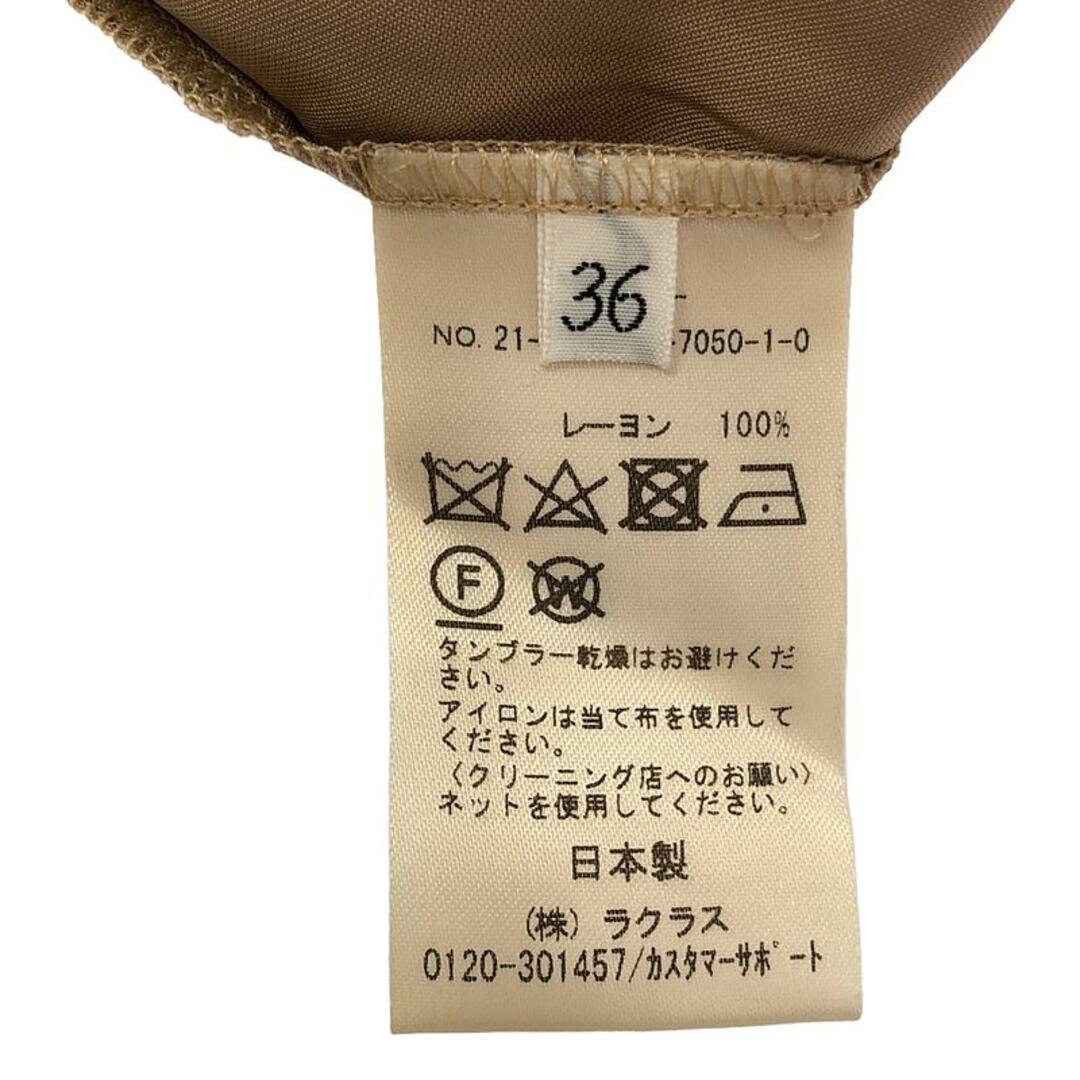 36
NO. 21-7050-1-0
レーヨン 100%
F
W
タンブラー乾燥はお避けくだ
さい。
アイロンは当て布を使用して
ください。
〈クリーニング店へのお願い〉
ネットを使用してください。
日本製
(株) ラクラス
0120-301457/カスタマーサポート